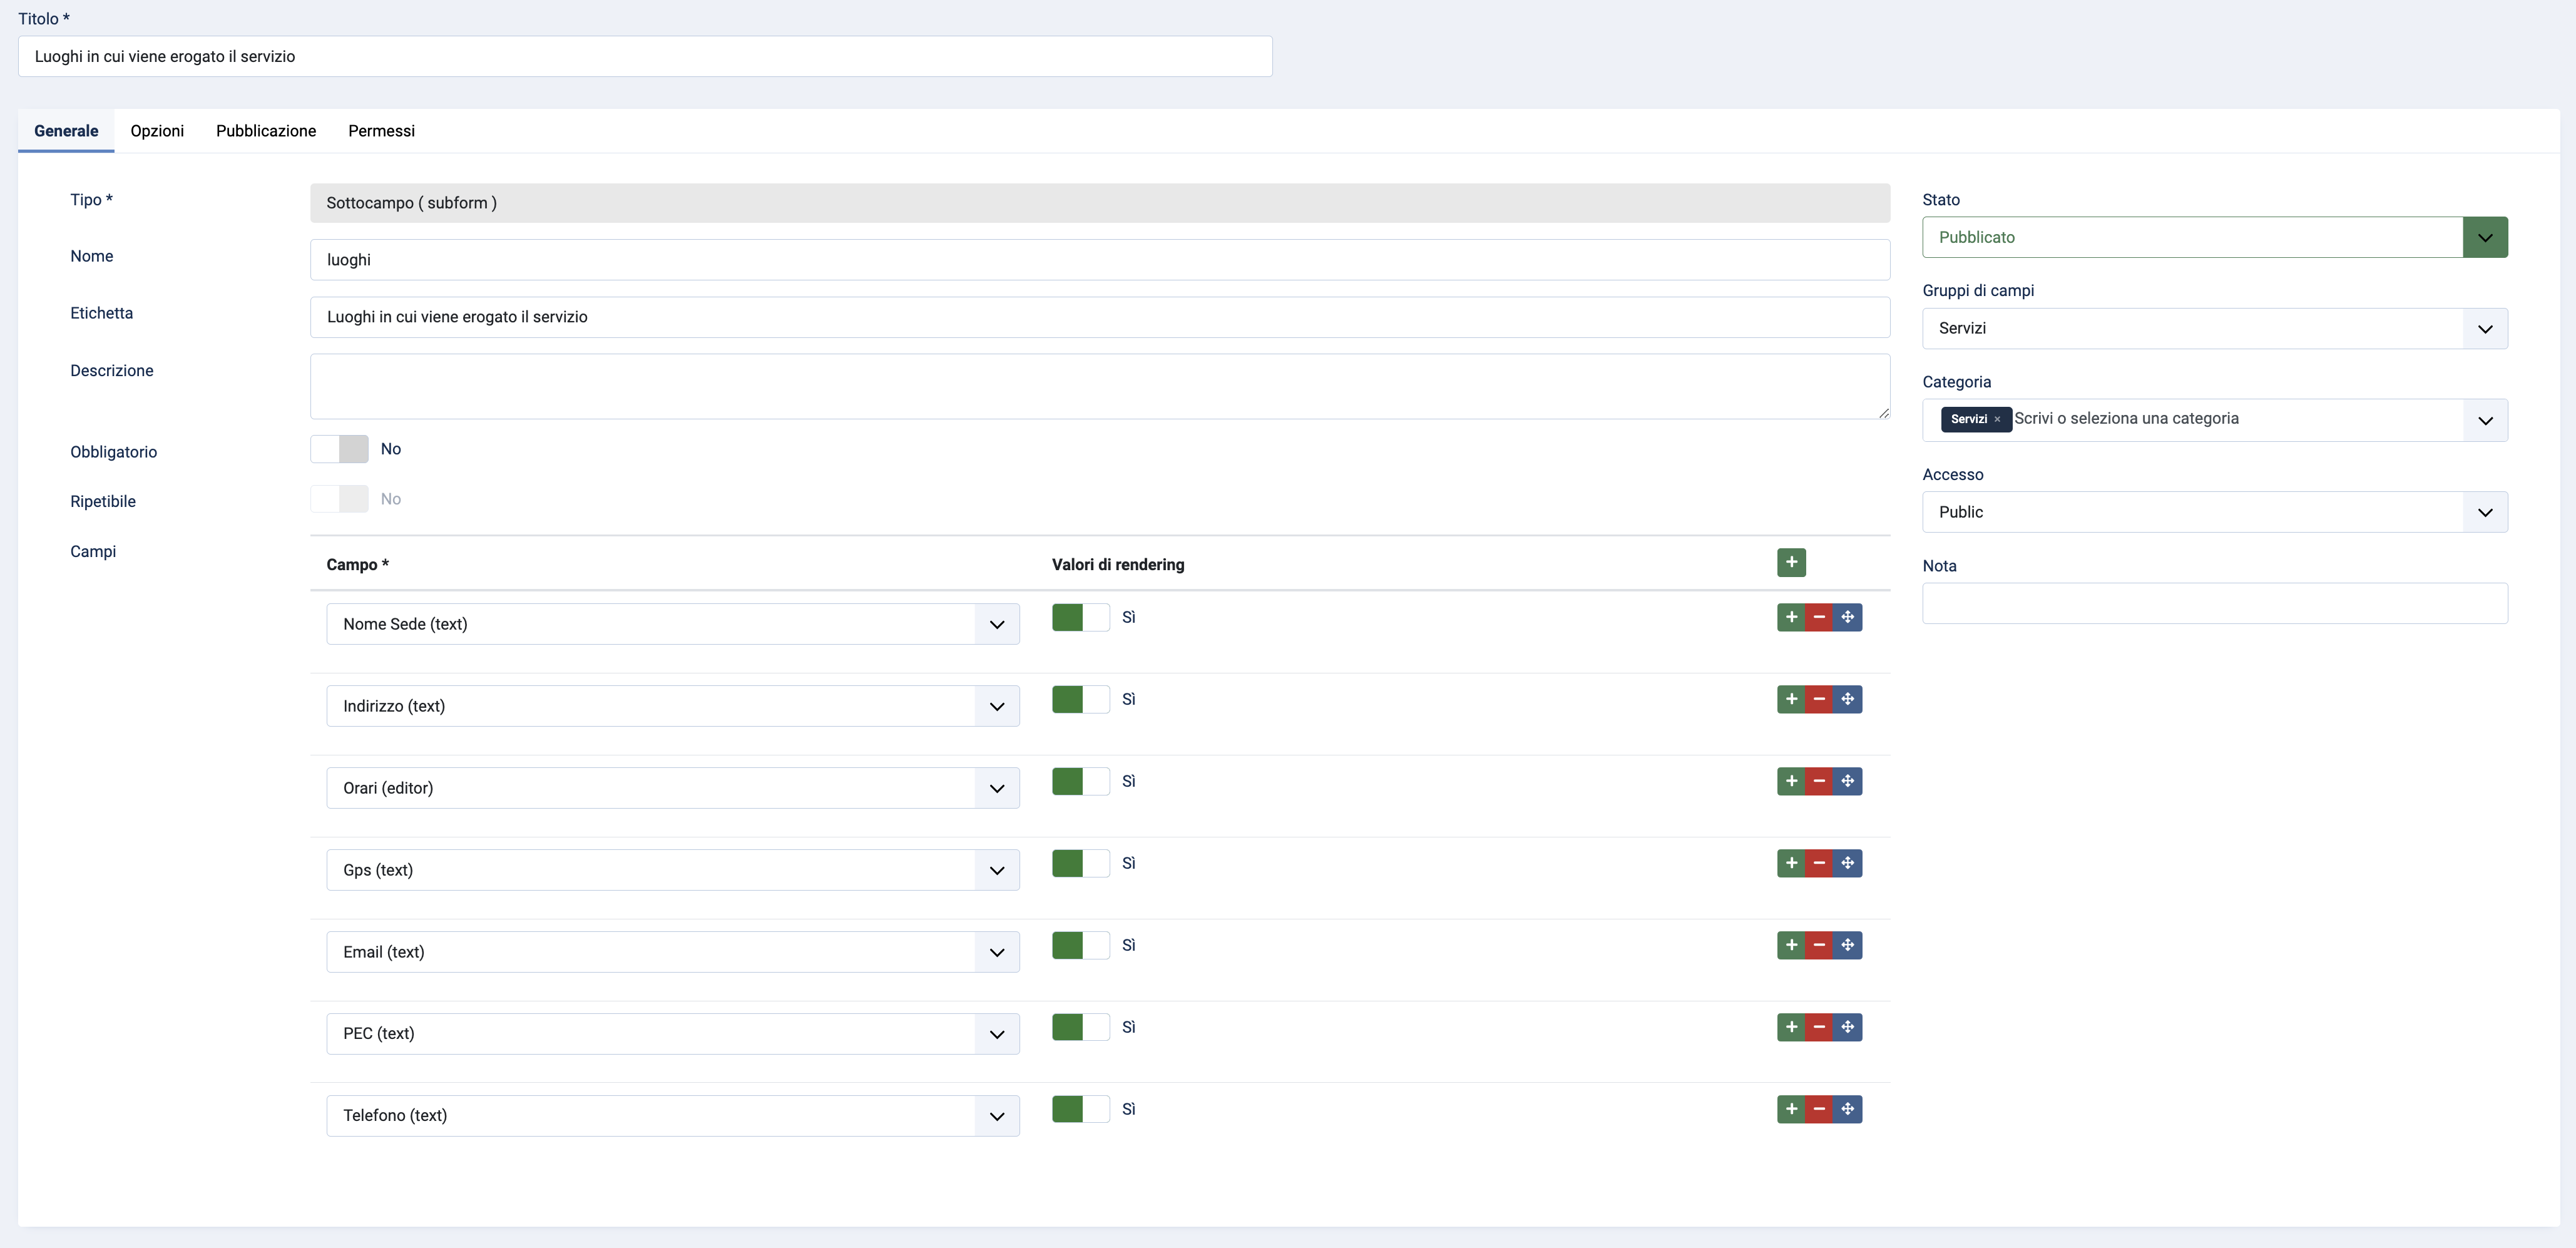 Titolo *
Luoghi in cui viene erogato il servizio
Generale Opzioni Pubblicazione Permessi
Tipo * Sottocampo ( subform )
Nome luoghi
Etichetta Luoghi in cui viene erogato il servizio
Descrizione
Obbligatorio No
Ripetibile No
Campi
Campo * Valori di rendering
Nome Sede (text) Sì
Indirizzo (text) Sì
Orari (editor) Sì
Gps (text) Sì
Email (text) Sì
PEC (text) Sì
Telefono (text) Sì
Stato
Pubblicato
Gruppi di campi
Servizi
Categoria
Servizi × Scrivi o seleziona una categoria
Accesso
Public
Nota